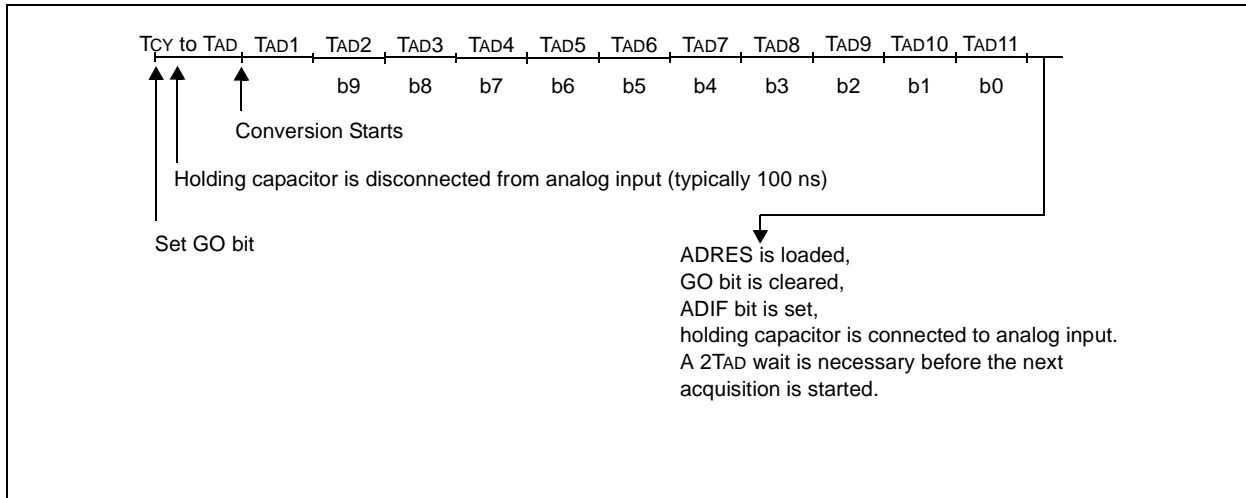 TCY to TAD TAD1 TAD2 TAD3 TAD4 TAD5 TAD6 TAD7 TAD8 TAD9 TAD10 TAD11
b9 b8 b7 b6 b5 b4 b3 b2 b1 b0
Conversion Starts
Holding capacitor is disconnected from analog input (typically 100 ns)
Set GO bit
ADRES is loaded,
GO bit is cleared,
ADIF bit is set,
holding capacitor is connected to analog input.
A 2TAD wait is necessary before the next
acquisition is started.